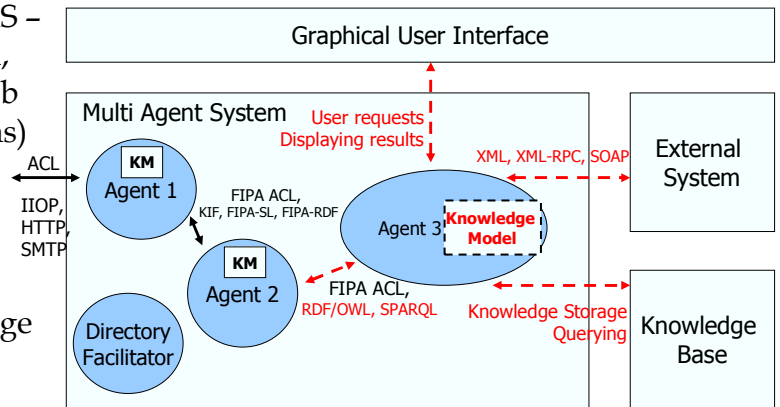 S –
Graphical User Interface
,
b
s)
Multi Agent System
User requests
Displaying results
XML, XML-RPC, SOAP
External
System
ACL
KM
Agent 1
IIOP,
HTTP,
SMTP
FIPA ACL,
KIF, FIPA-SL, FIPA-RDF
Agent 3
Knowledge
Model
KM
Agent 2
FIPA ACL,
RDF/OWL, SPARQL
Knowledge Storage
Querying
Knowledge
Base
ge
Directory
Facilitator